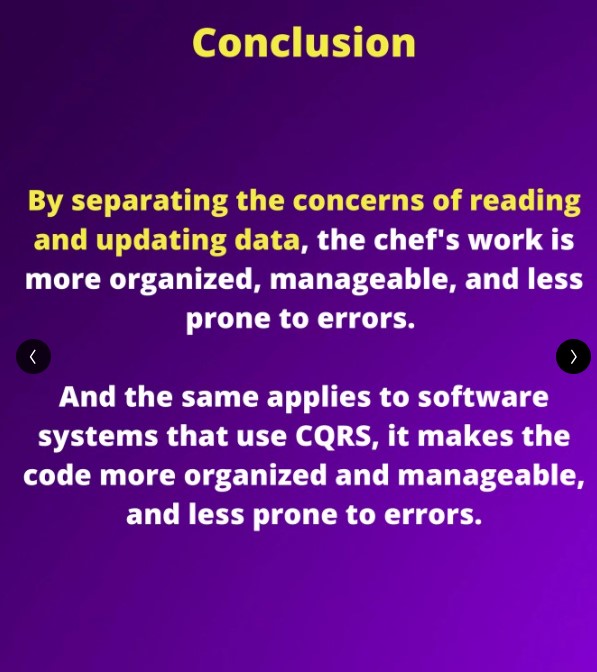 Conclusion
By separating the concerns of reading
and updating data, the chef's work is
more organized, manageable, and less
prone to errors.
And the same applies to software
systems that use CQRS, it makes the
code more organized and manageable,
and less prone to errors.